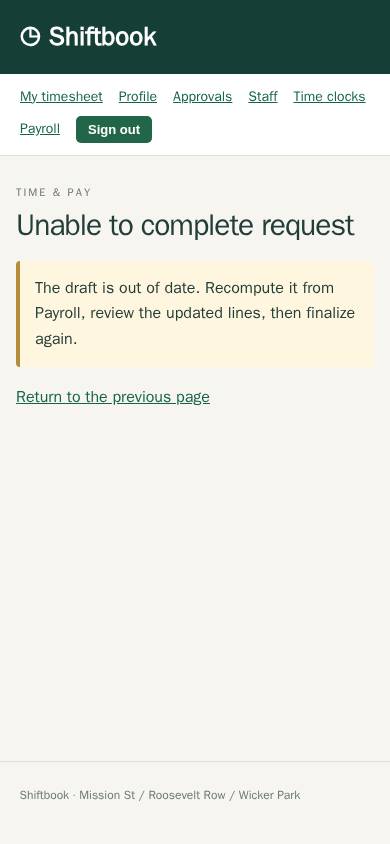 Shiftbook
My timesheet Profile Approvals Staff Time clocks
Payroll Sign out
TIME & PAY
Unable to complete request
The draft is out of date. Recompute it from
Payroll, review the updated lines, then finalize
again.
Return to the previous page
Shiftbook · Mission St / Roosevelt Row / Wicker Park